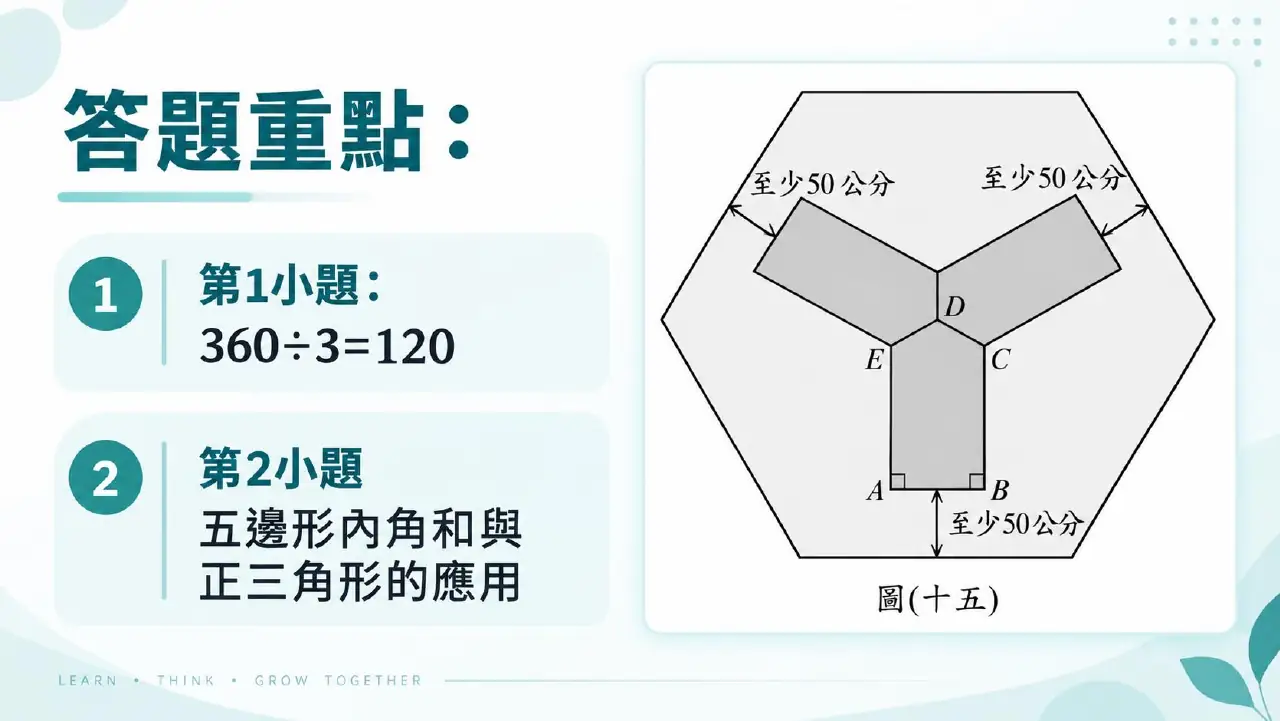 答題重點：
1
第1小題：
360÷3=120
2
第2小題
五邊形內角和與
正三角形的應用
LEARN • THINK • GROW TOGETHER
至少50公分
至少50公分
D
E
C
A
B
至少50公分
圖(十五)